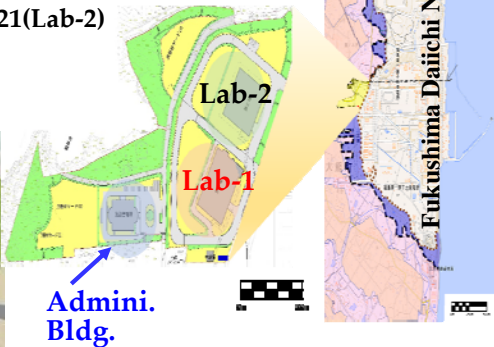 21(Lab-2)
Lab-2
Lab-1
Admini.
Bldg.
Fukushima Daiichi N